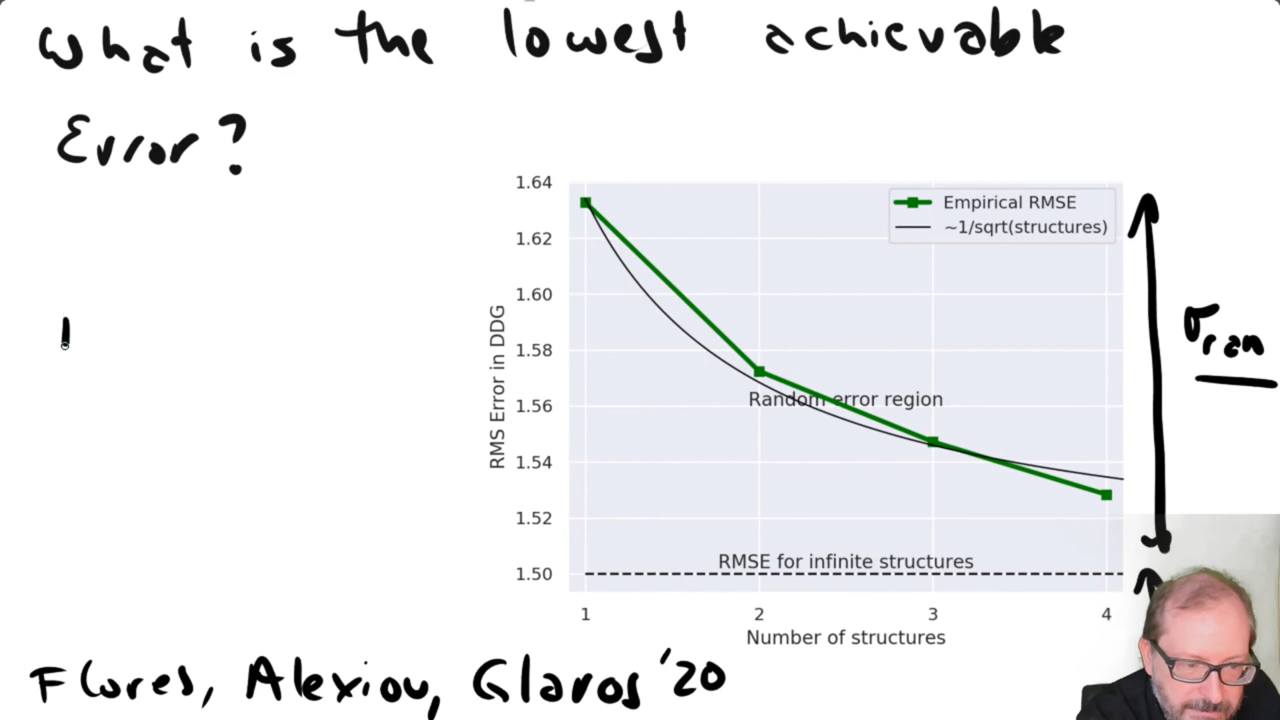 What is the lowest achievable
Error?
1.64
1.62
1.60
1.58
1.56
1.54
1.52
1.50
RMS Error in DDG
Empirical RMSE
~1/sqrt(structures)
Random error region
RMSE for infinite structures
1 2 3 4
Number of structures
σran
Flores, Alexiou, Glaros '20